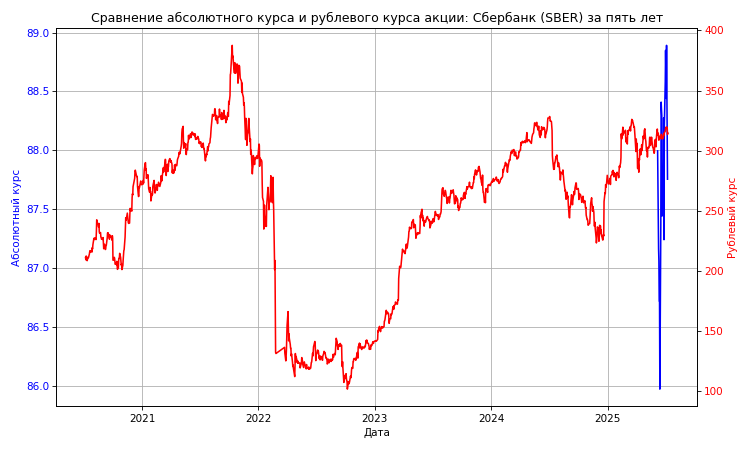 Сравнение абсолютного курса и рублевого курса акции: Сбербанк (SBER) за пять лет
89.0
88.5
88.0
87.5
87.0
86.5
86.0
Абсолютный курс
400
350
300
250
200
150
100
Рублевый курс
2021 2022 2023 2024 2025
Дата